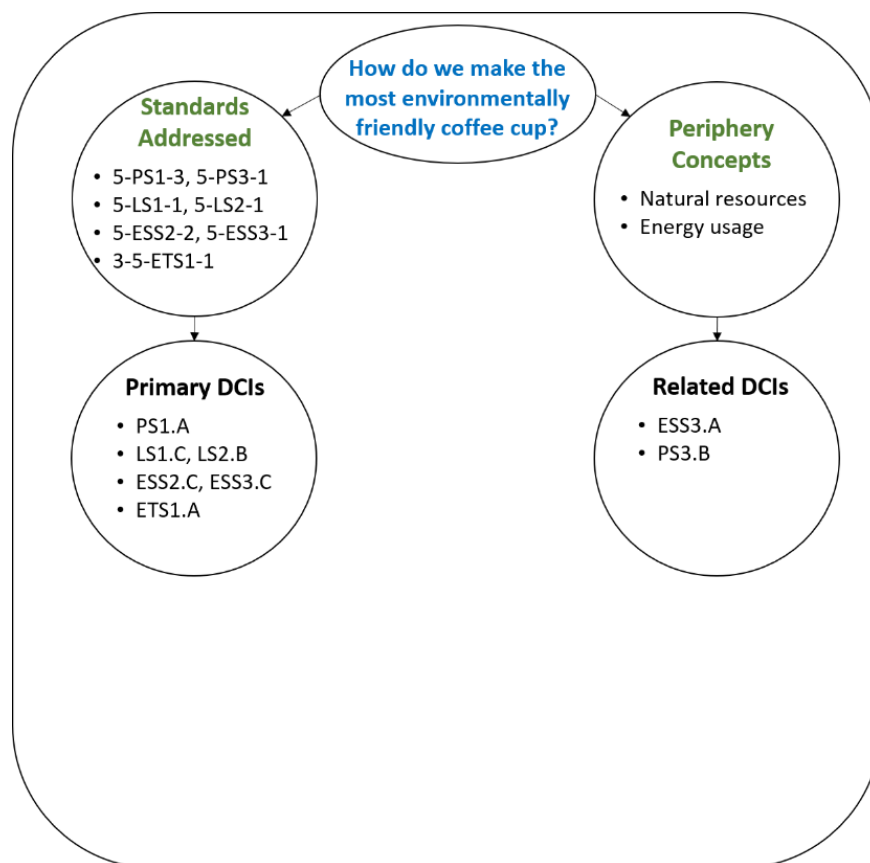 How do we make the
most environmentally
friendly coffee cup?
Standards
Addressed
• 5-PS1-3, 5-PS3-1
• 5-LS1-1, 5-LS2-1
• 5-ESS2-2, 5-ESS3-1
• 3-5-ETS1-1
Periphery
Concepts
• Natural resources
• Energy usage
Primary DCIs
• PS1.A
• LS1.C, LS2.B
• ESS2.C, ESS3.C
• ETS1.A
Related DCIs
• ESS3.A
• PS3.B